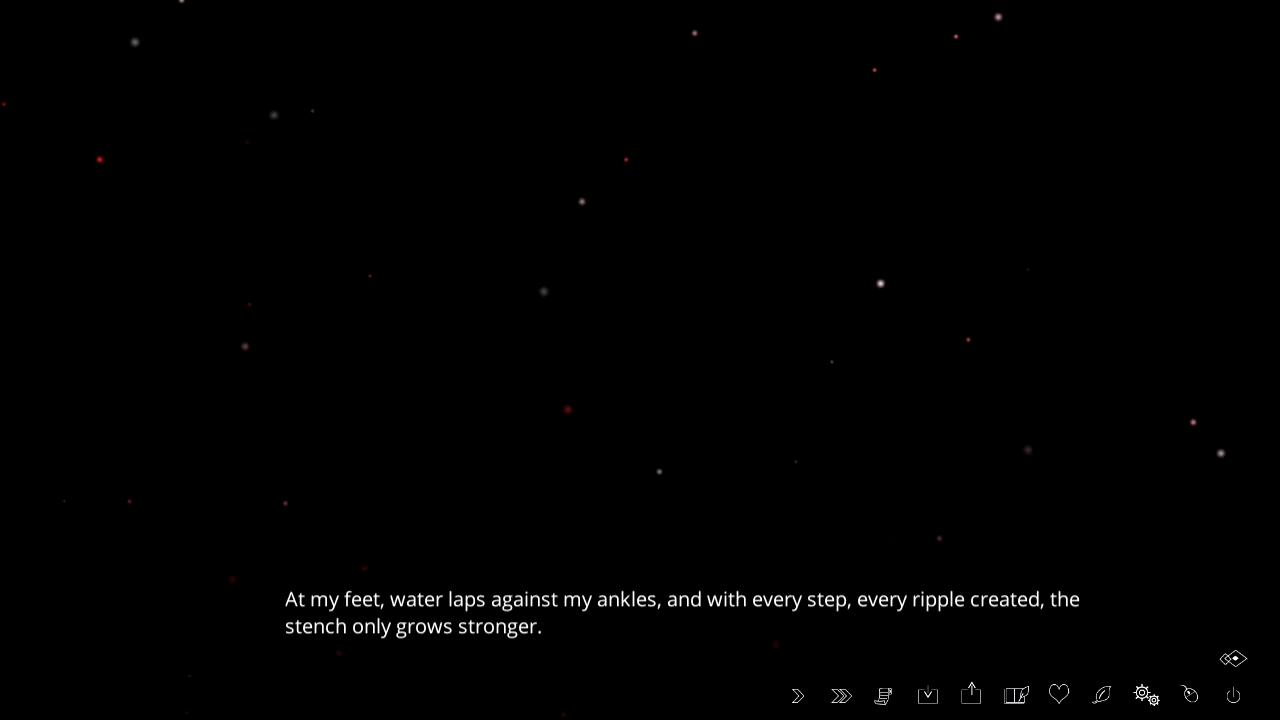 At my feet, water laps against my ankles, and with every step, every ripple created, the
stench only grows stronger.